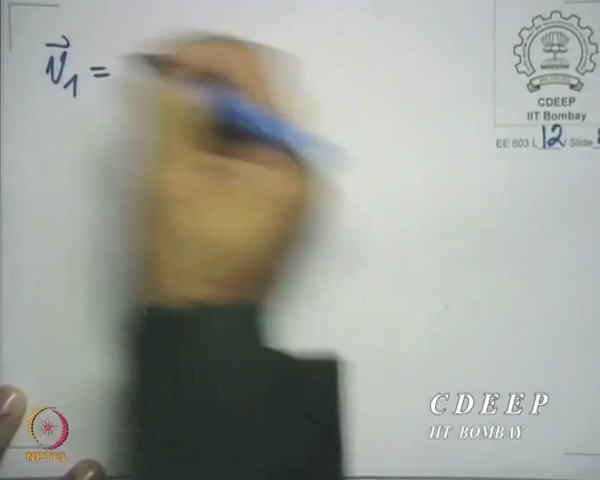 V⃗₁ =
CDEEP
IIT Bombay
EE 603 L 12 / Slide
CDEEP
IIT BOMBAY
NPTEL